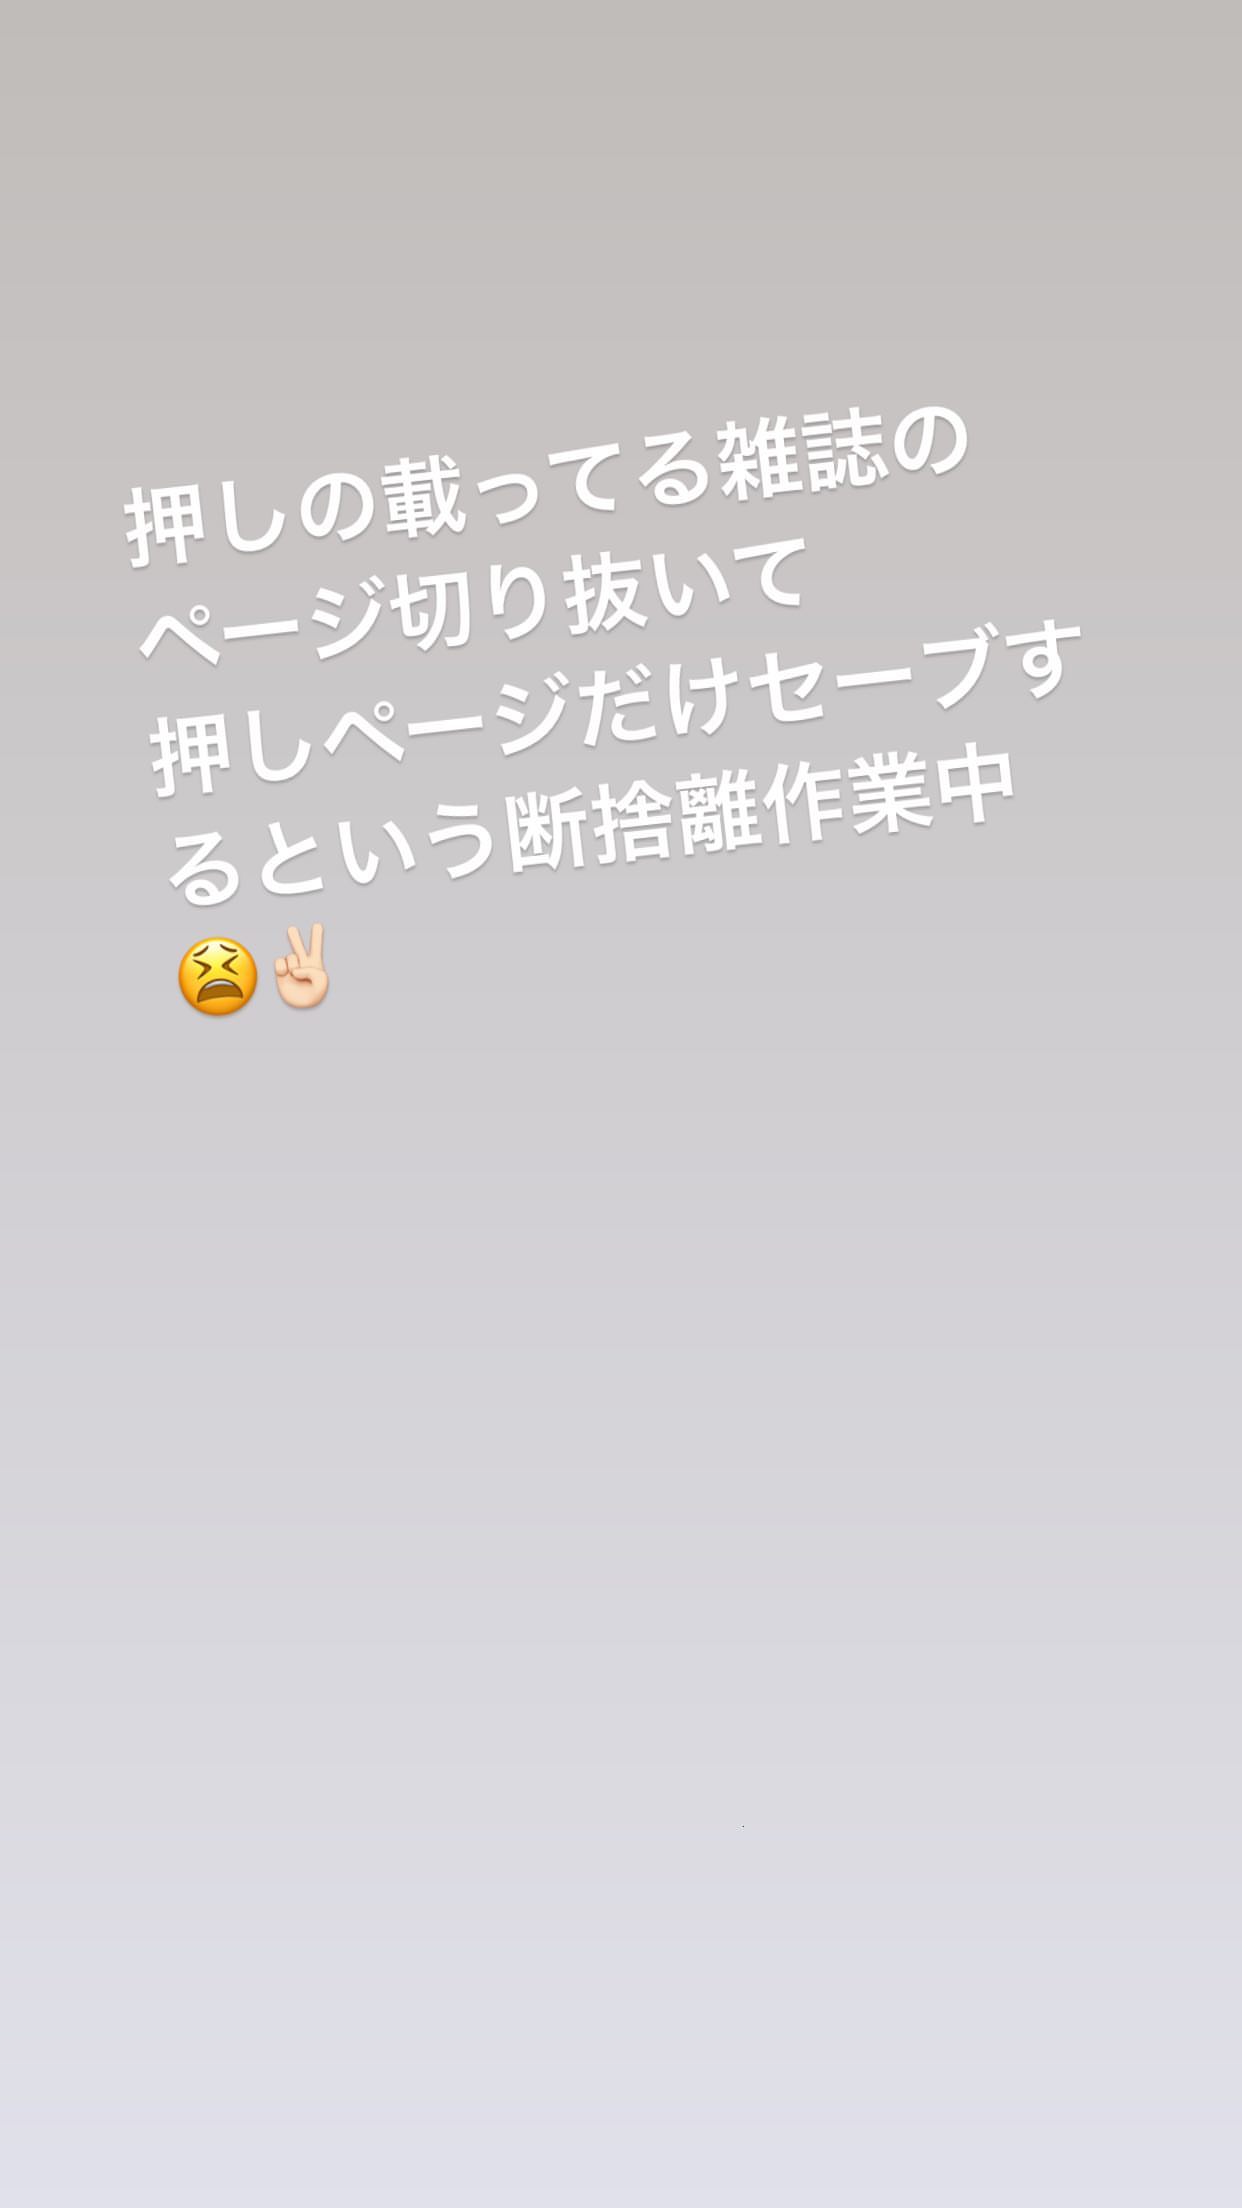 押しの載ってる雑誌の
ページ切り抜いて
押しページだけセーブす
るという断捨離作業中
😫✌🏻